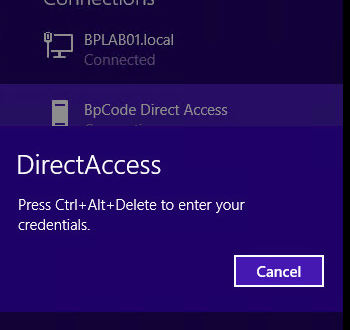 Connections
BPLAB01.local
Connected
BpCode Direct Access
DirectAccess
Press Ctrl+Alt+Delete to enter your
credentials.
Cancel